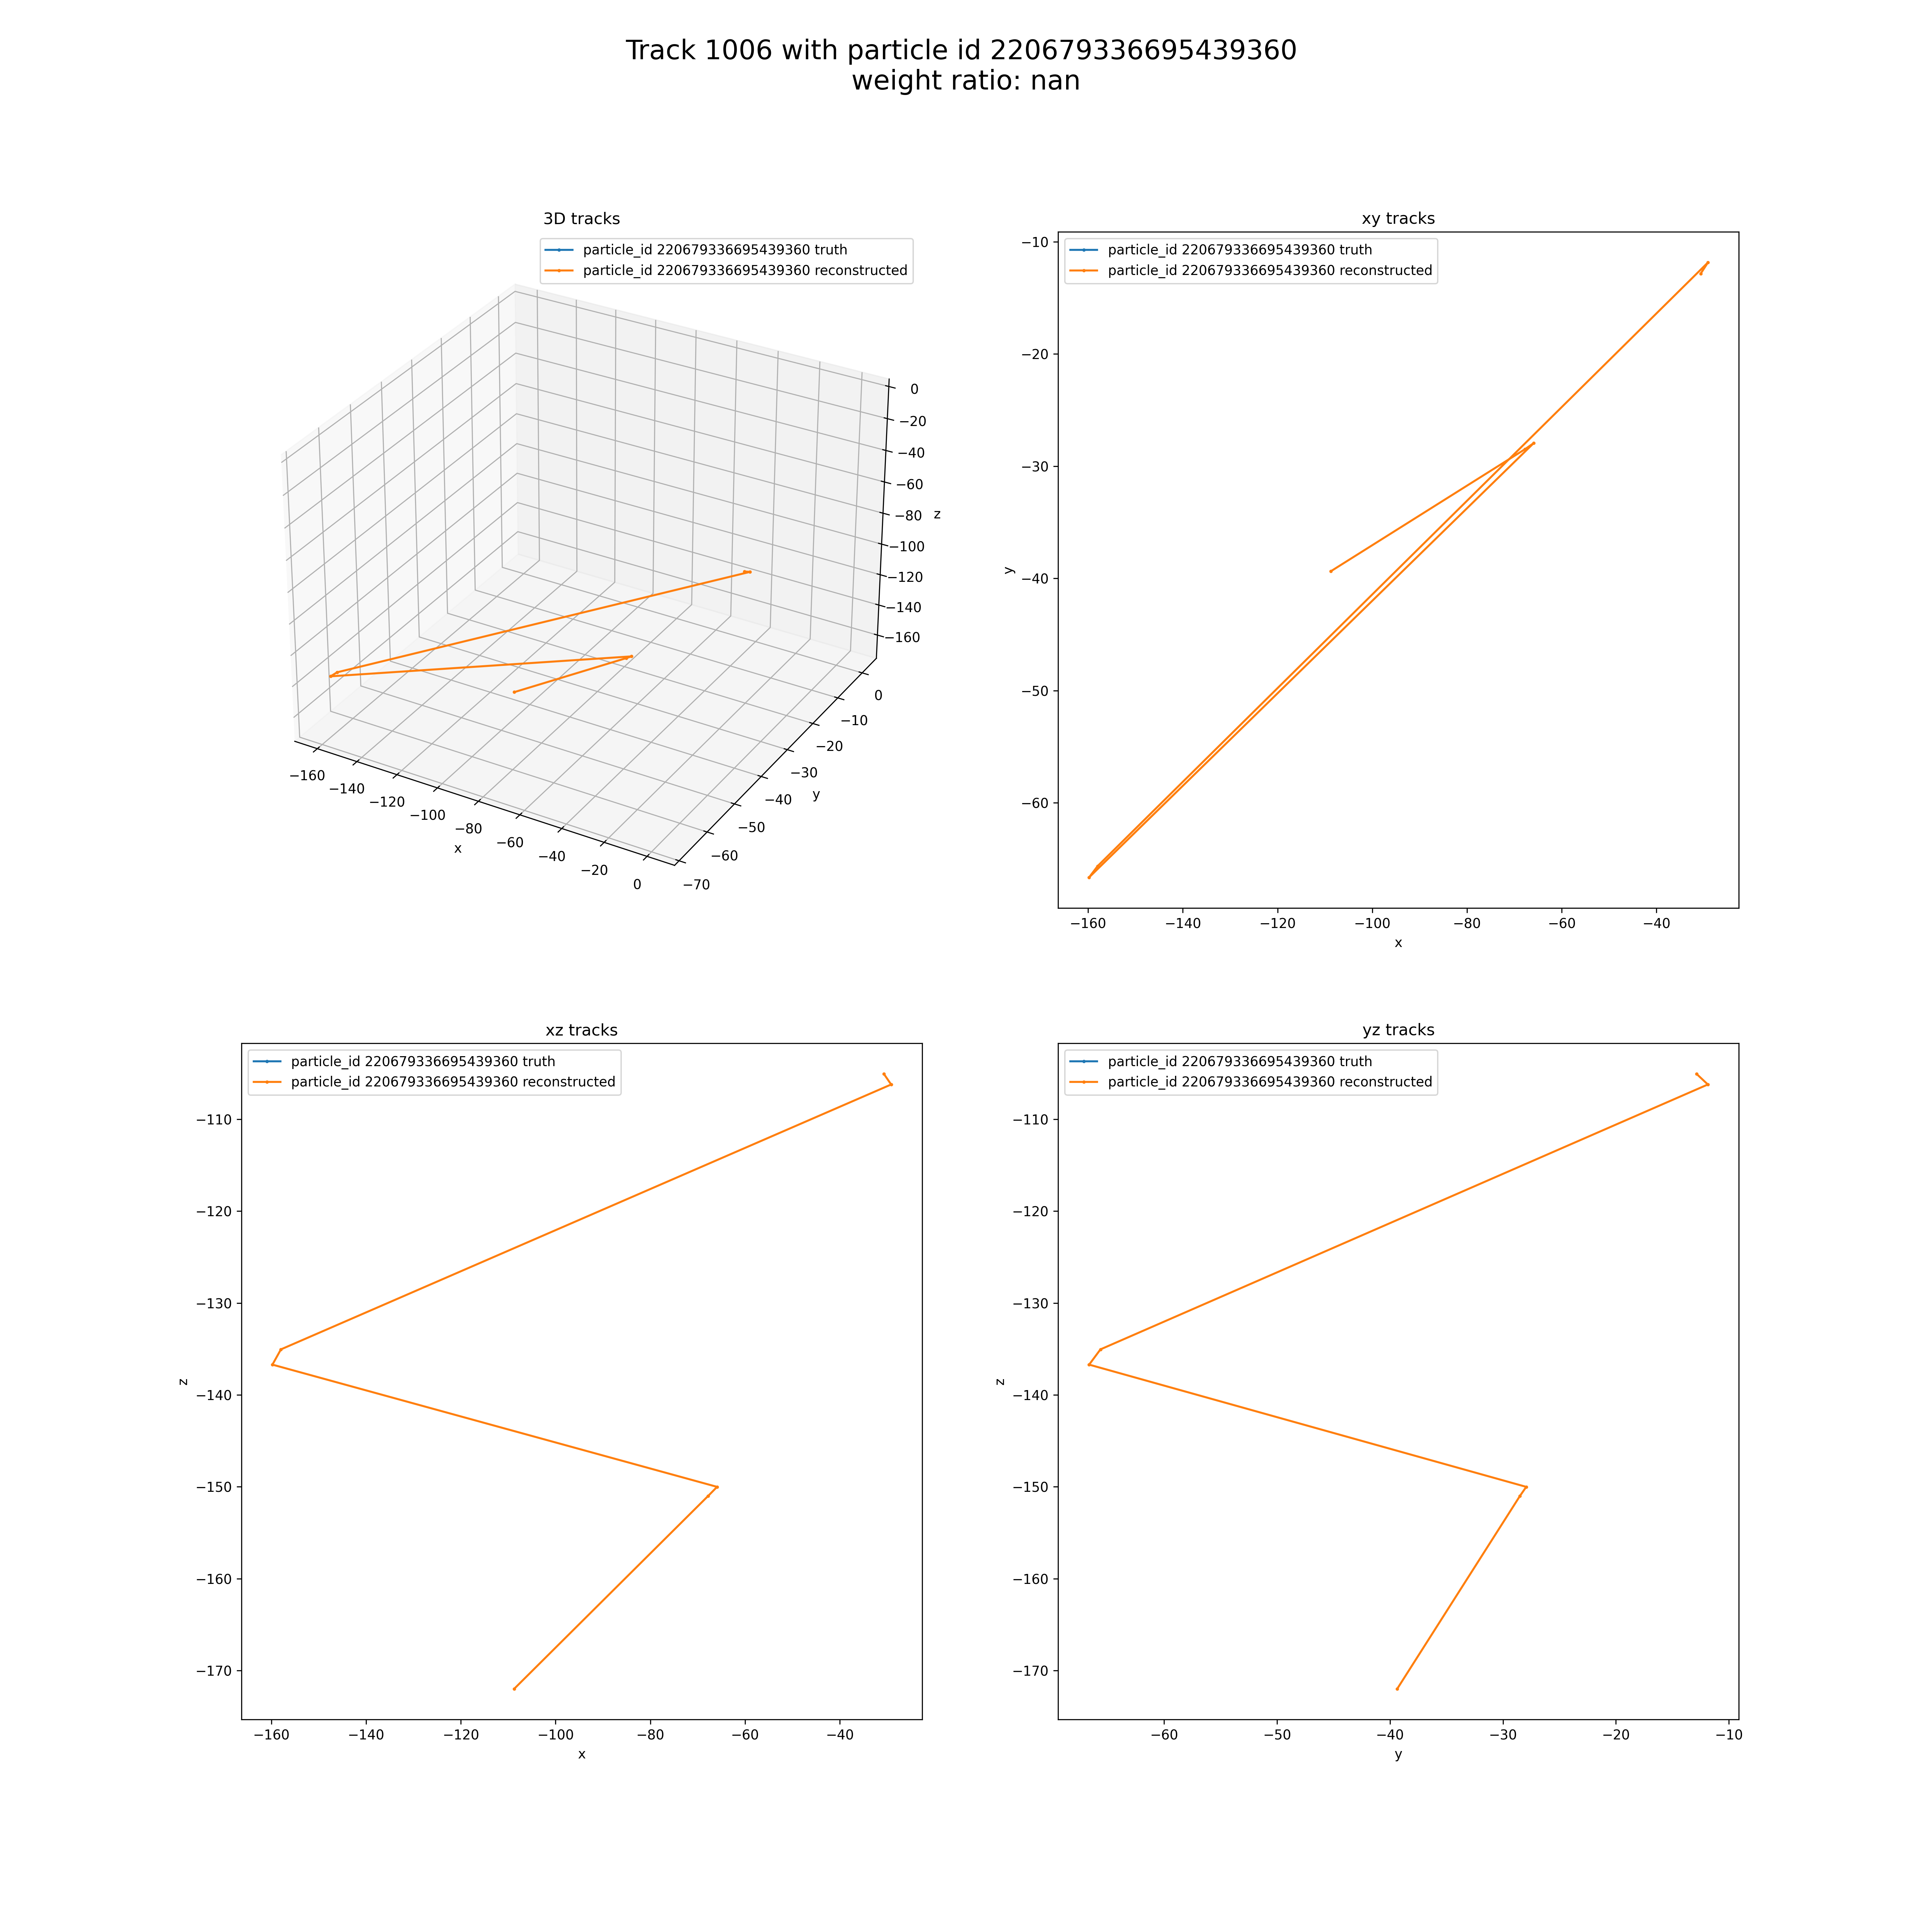 Track 1006 with particle id 220679336695439360
weight ratio: nan
3D tracks
particle_id 220679336695439360 truth
particle_id 220679336695439360 reconstructed
0
−20
−40
−60
−80
−100
−120
−140
−160
z
−160
−140
−120
−100
−80
−60
−40
−20
0
x
0
−10
−20
−30
−40
−50
−60
−70
y
xy tracks
particle_id 220679336695439360 truth
particle_id 220679336695439360 reconstructed
−10
−20
−30
−40
−50
−60
y
−160 −140 −120 −100 −80 −60 −40
x
xz tracks
particle_id 220679336695439360 truth
particle_id 220679336695439360 reconstructed
−110
−120
−130
−140
−150
−160
−170
z
−160 −140 −120 −100 −80 −60 −40
x
yz tracks
particle_id 220679336695439360 truth
particle_id 220679336695439360 reconstructed
−110
−120
−130
−140
−150
−160
−170
z
−60 −50 −40 −30 −20 −10
y